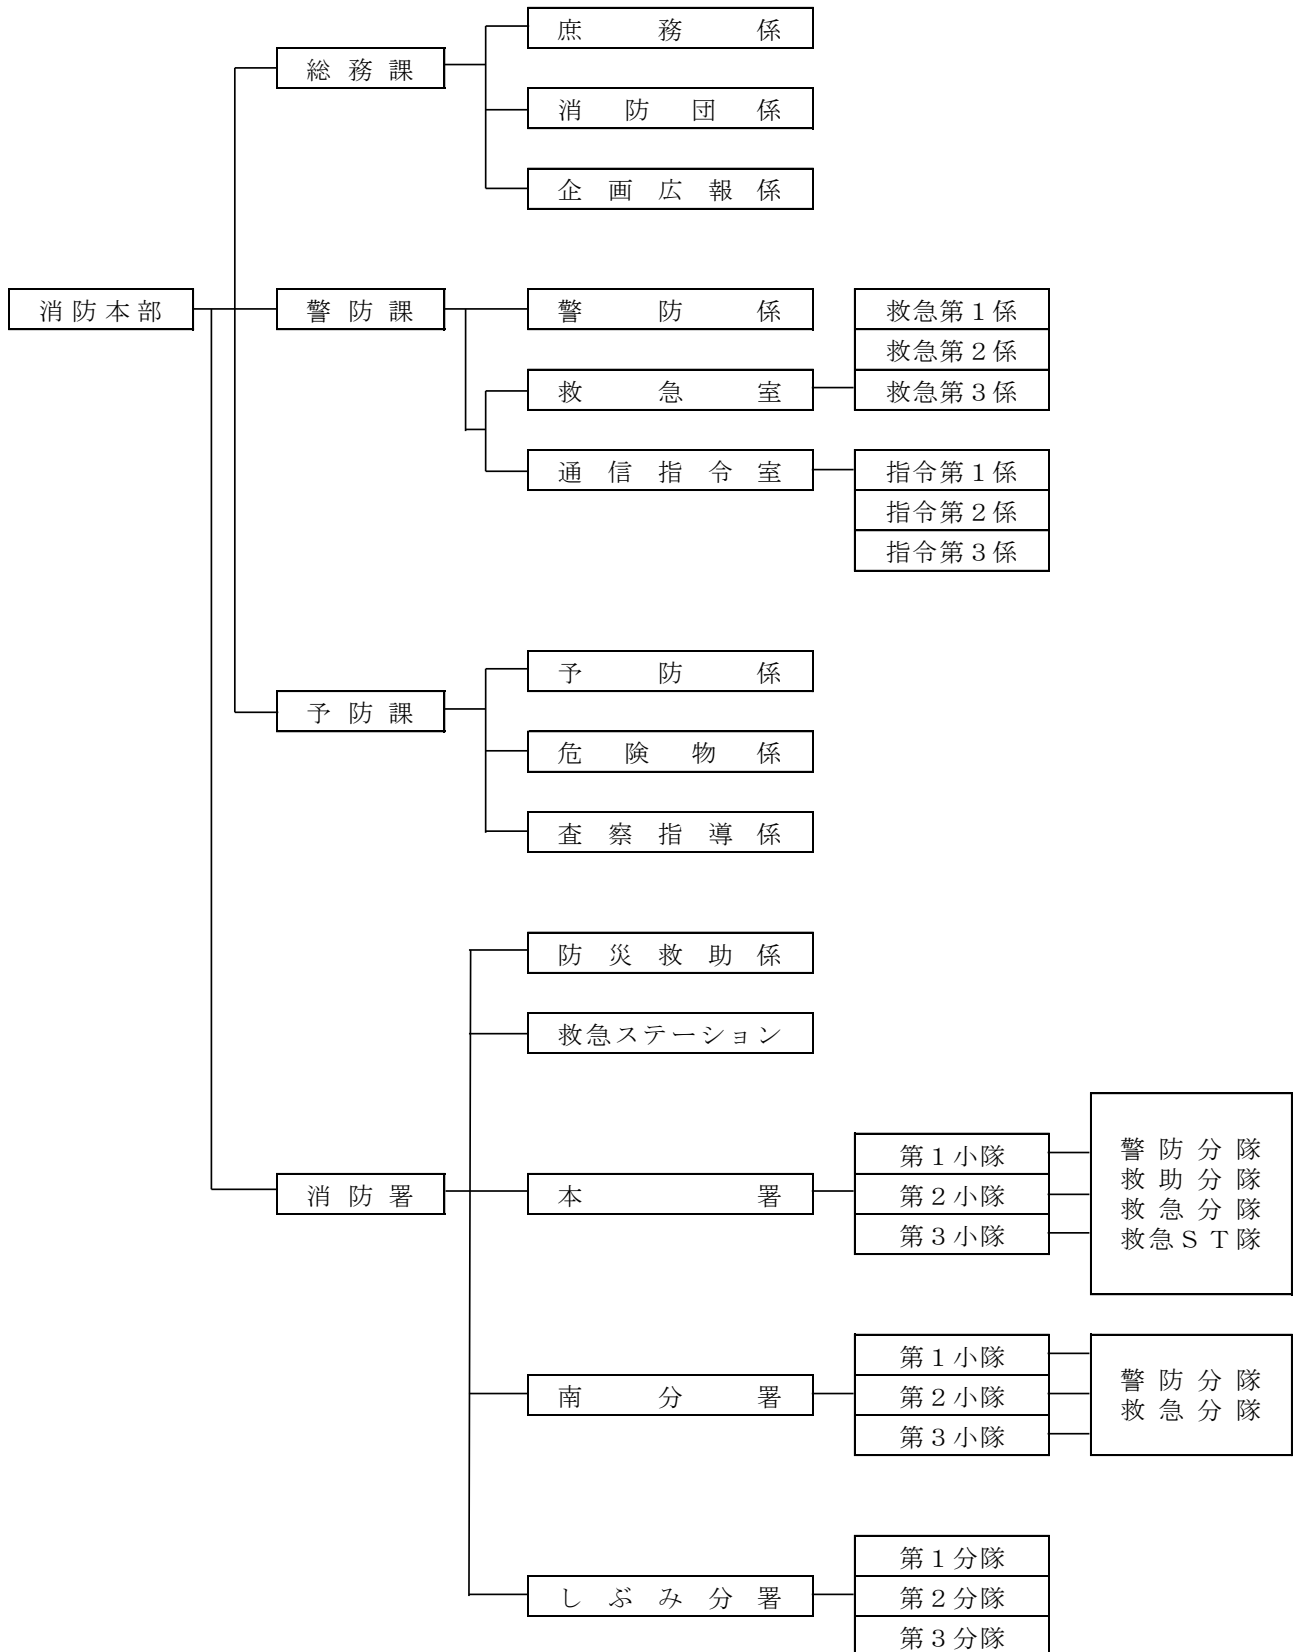 庶務係
総務課
消防団係
企画広報係
消防本部
警防課
警防係
救急第１係
救急第２係
救急室
救急第３係
通信指令室
指令第１係
指令第２係
指令第３係
予防係
予防課
危険物係
査察指導係
防災救助係
救急ステーション
消防署
本署
第１小隊
第２小隊
第３小隊
警防分隊
救助分隊
救急分隊
救急ＳＴ隊
南分署
第１小隊
第２小隊
第３小隊
警防分隊
救急分隊
しぶみ分署
第１分隊
第２分隊
第３分隊